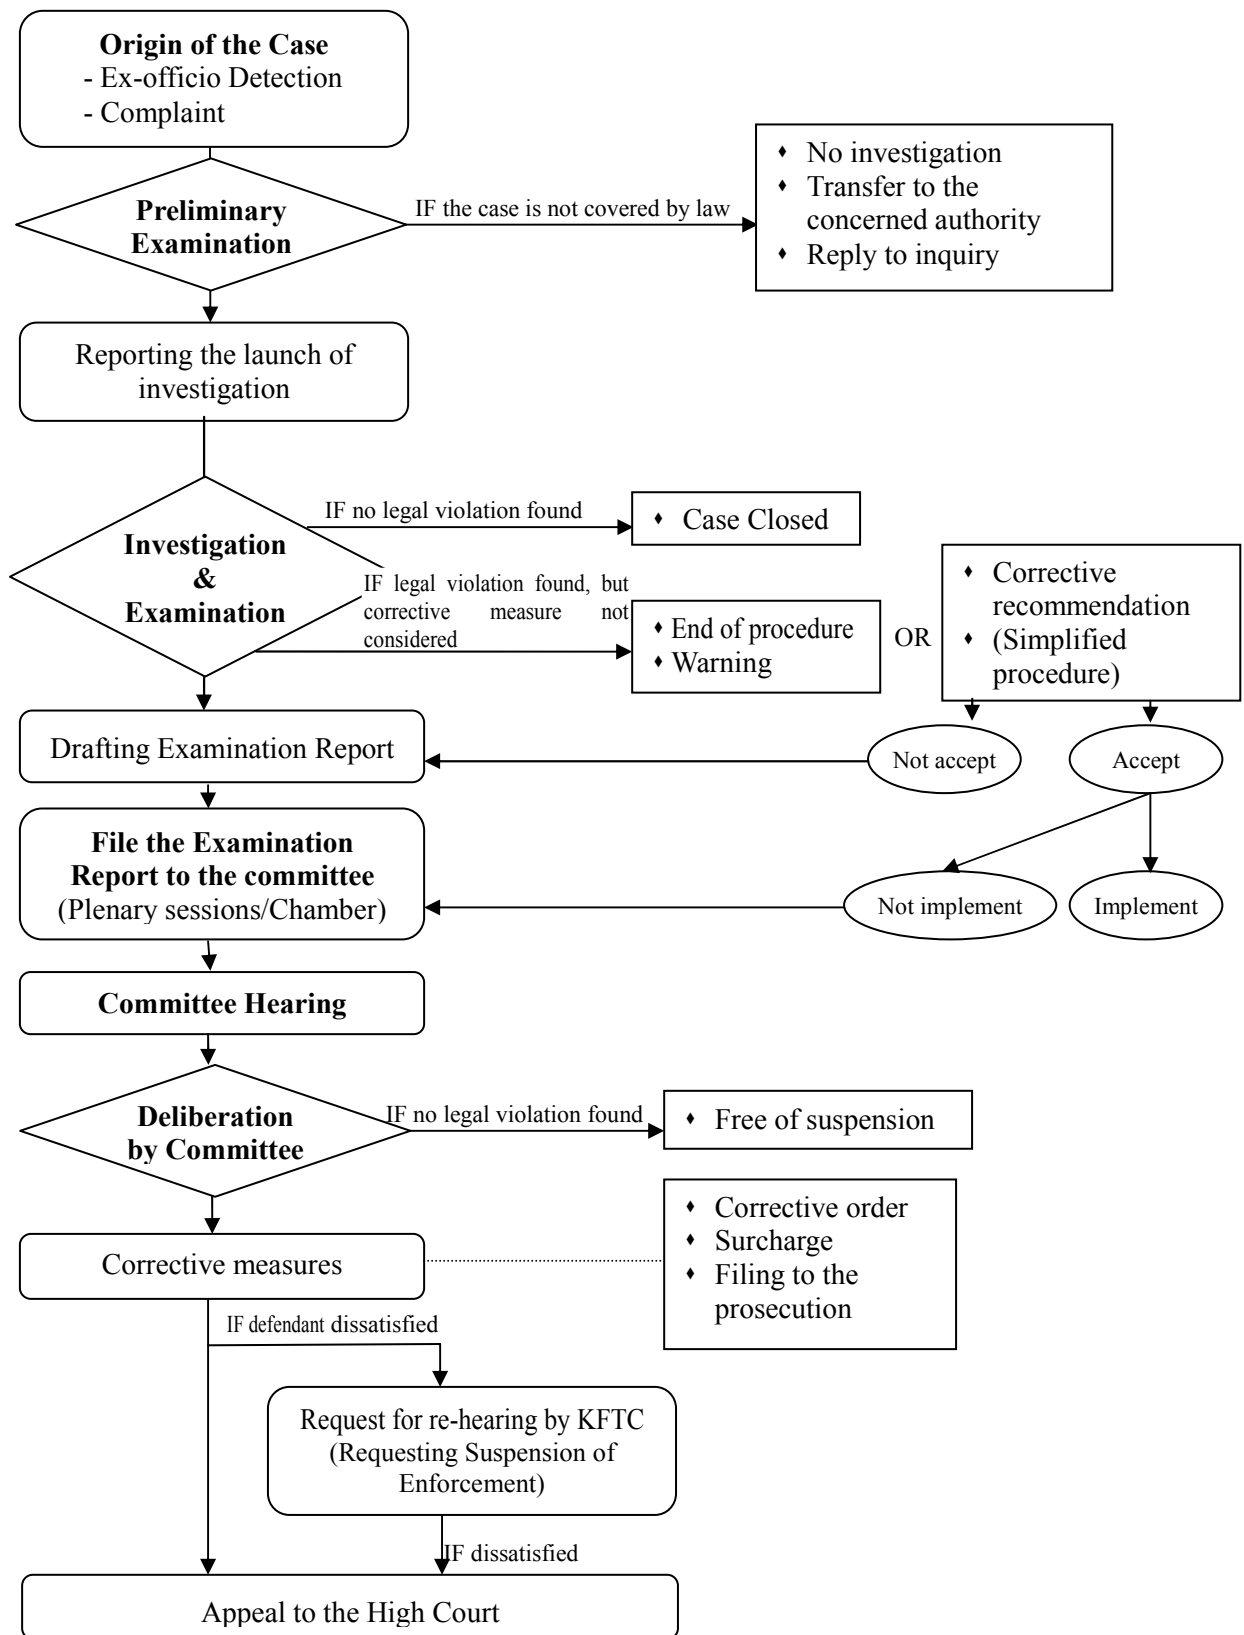 Origin of the Case
- Ex-officio Detection
- Complaint
Preliminary
Examination
IF the case is not covered by law
♦ No investigation
♦ Transfer to the
concerned authority
♦ Reply to inquiry
Reporting the launch of
investigation
Investigation
&
Examination
IF no legal violation found
♦ Case Closed
IF legal violation found, but
corrective measure not
considered
♦ End of procedure
♦ Warning
OR
♦ Corrective
recommendation
♦ (Simplified
procedure)
Drafting Examination Report
Not accept
Accept
File the Examination
Report to the committee
(Plenary sessions/Chamber)
Not implement
Implement
Committee Hearing
Deliberation
by Committee
IF no legal violation found
♦ Free of suspension
Corrective measures
♦ Corrective order
♦ Surcharge
♦ Filing to the
prosecution
IF defendant dissatisfied
Request for re-hearing by KFTC
(Requesting Suspension of
Enforcement)
IF dissatisfied
Appeal to the High Court